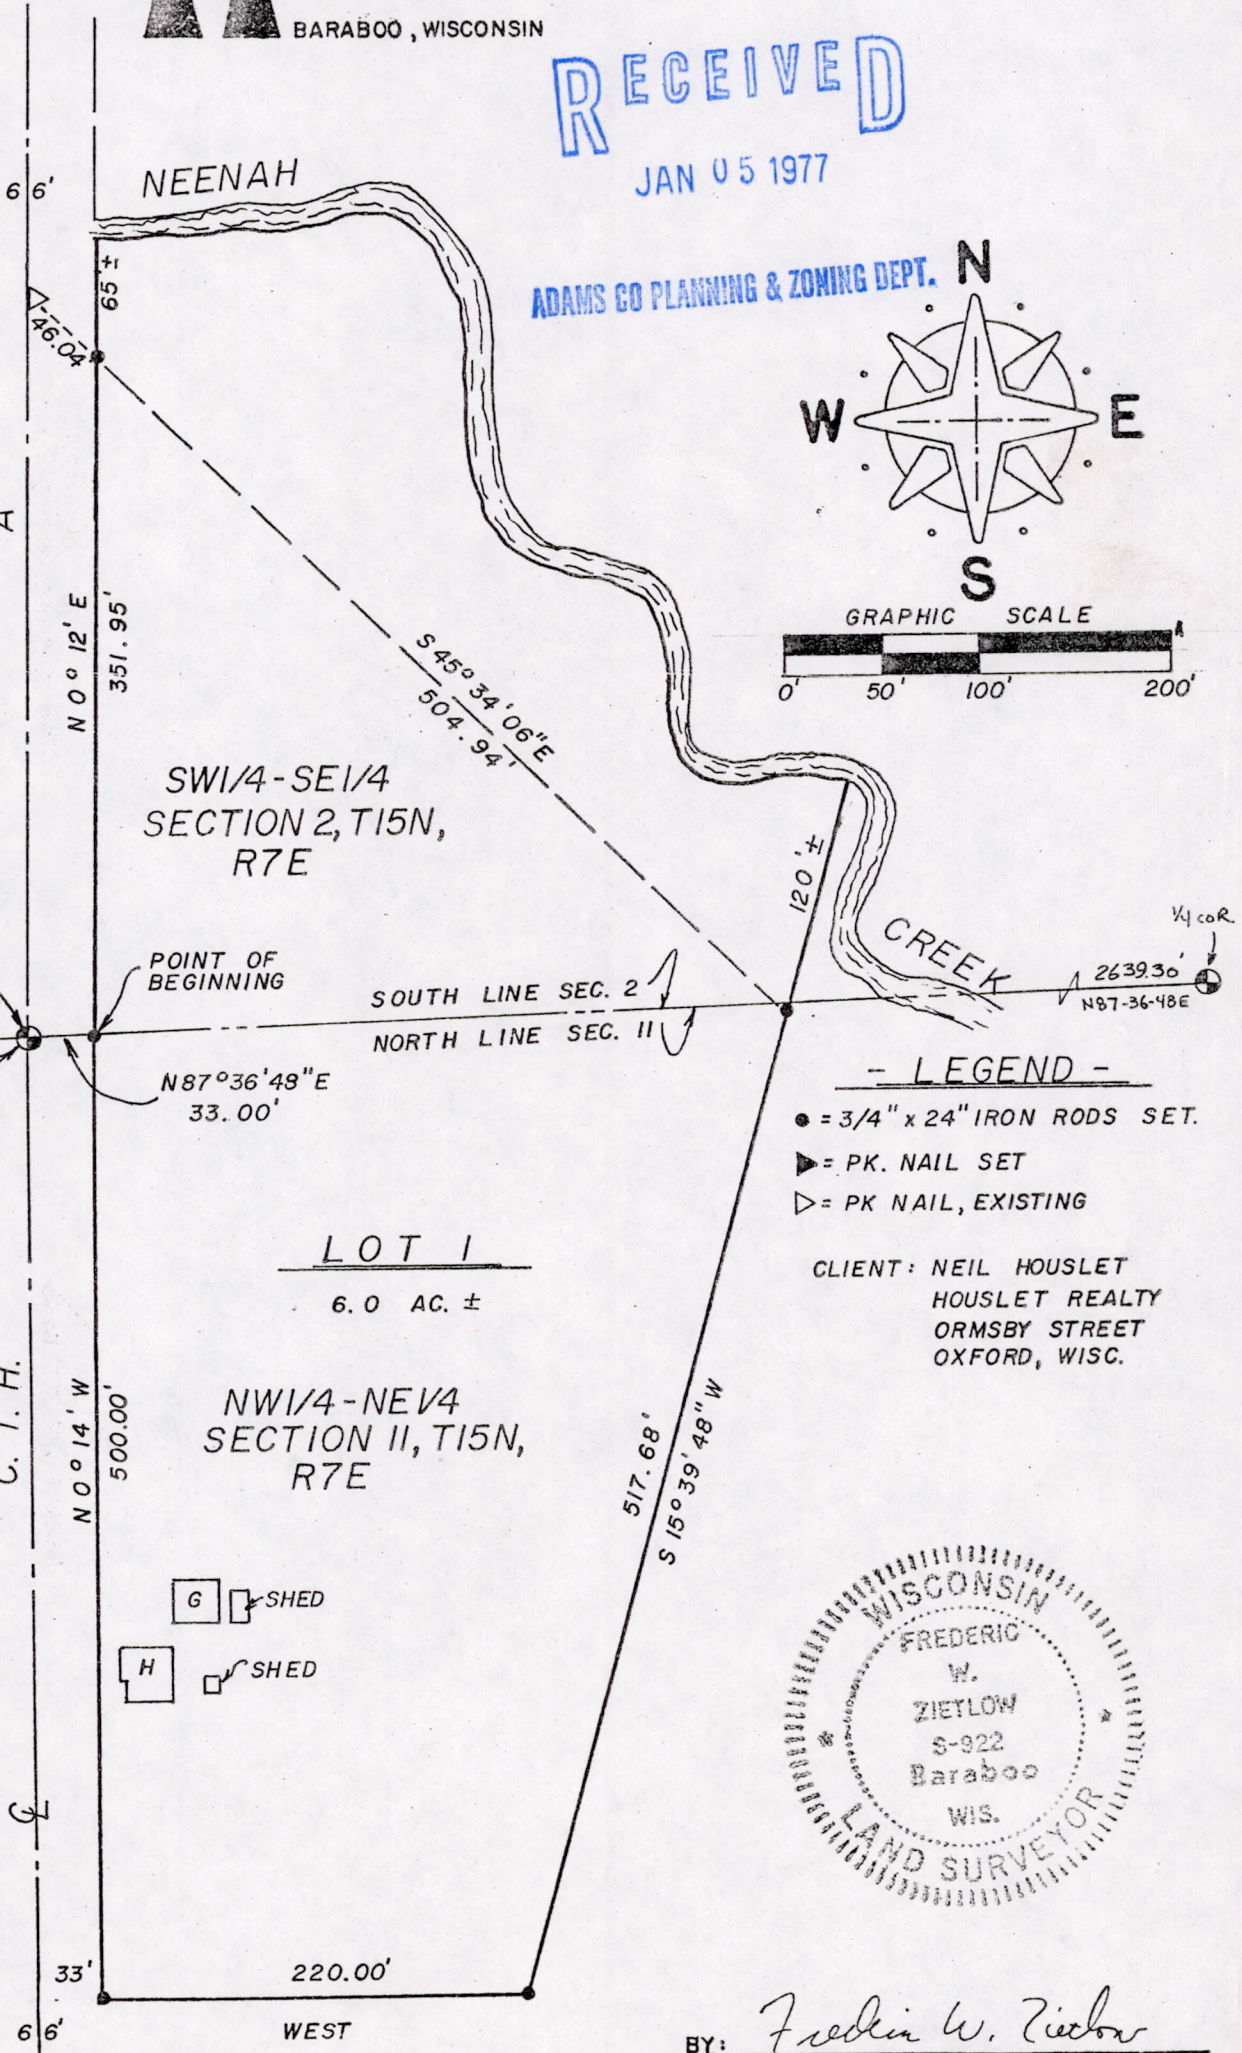 BARABOO, WISCONSIN
RECEIVED
JAN 05 1977
ADAMS CO PLANNING & ZONING DEPT.
66'
NEENAH
65'±
46.04
N
W
E
S
GRAPHIC SCALE
0' 50' 100' 200'
A
N 0° 12' E
351.95'
S 45° 34' 06" E
504.94'
SW1/4-SE1/4
SECTION 2, T15N,
R7E
120'±
CREEK
1/4 COR
2639.30'
N87-36-48E
POINT OF
BEGINNING
SOUTH LINE SEC. 2
NORTH LINE SEC. 11
N87°36'48"E
33.00'
- LEGEND -
= 3/4" x 24" IRON RODS SET.
= PK. NAIL SET
= PK NAIL, EXISTING
CLIENT: NEIL HOUSLET
HOUSLET REALTY
ORMSBY STREET
OXFORD, WISC.
LOT 1
6.0 AC. ±
C. T. H.
N 0° 14' W
500.00'
NW1/4-NE1/4
SECTION 11, T15N,
R7E
517.68'
S 15° 39' 48" W
G
SHED
H
SHED
WISCONSIN
FREDERIC
W.
ZIETLOW
S-922
Baraboo
WIS.
LAND SURVEYOR
℄
33'
220.00'
66'
WEST
BY: Frederic W. Zietlow